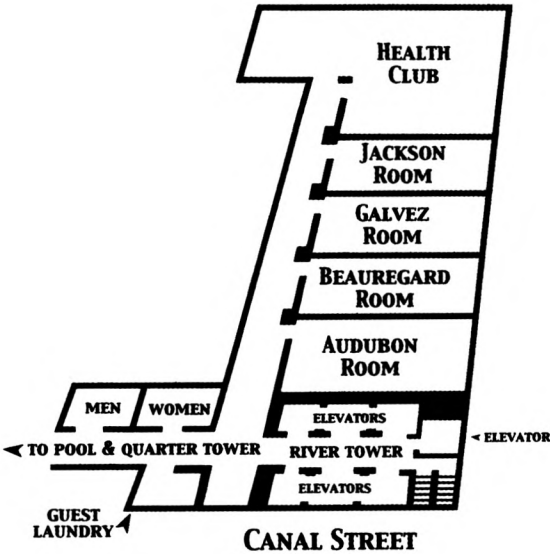 HEALTH
CLUB
JACKSON
ROOM
GALVEZ
ROOM
BEAUREGARD
ROOM
AUDUBON
ROOM
MEN
WOMEN
ELEVATORS
TO POOL & QUARTER TOWER
RIVER TOWER
ELEVATOR
ELEVATORS
GUEST
LAUNDRY
CANAL STREET